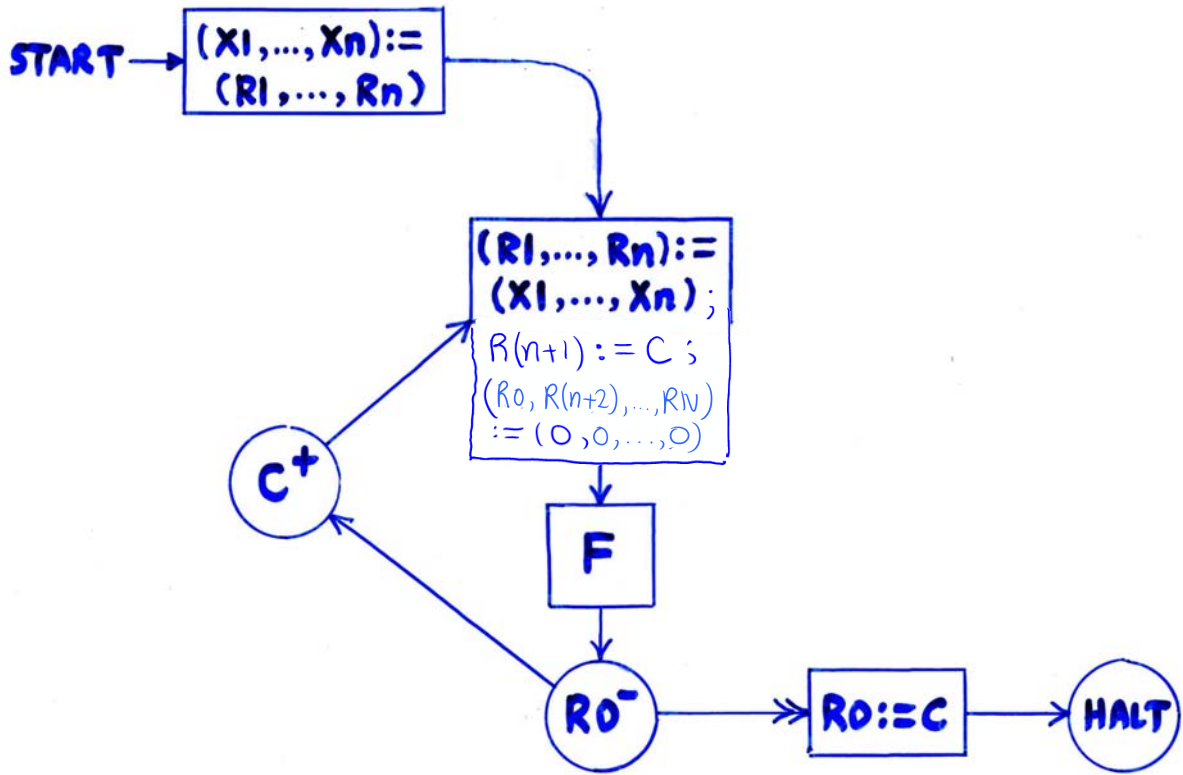 START
(X1,...,Xn):=
(R1,...,Rn)
(R1,...,Rn):=
(X1,...,Xn);
R(n+1) := C ;
(R0, R(n+2),...,RN)
:= (0,0,...,0)
C+
F
R0-
R0:=C
HALT